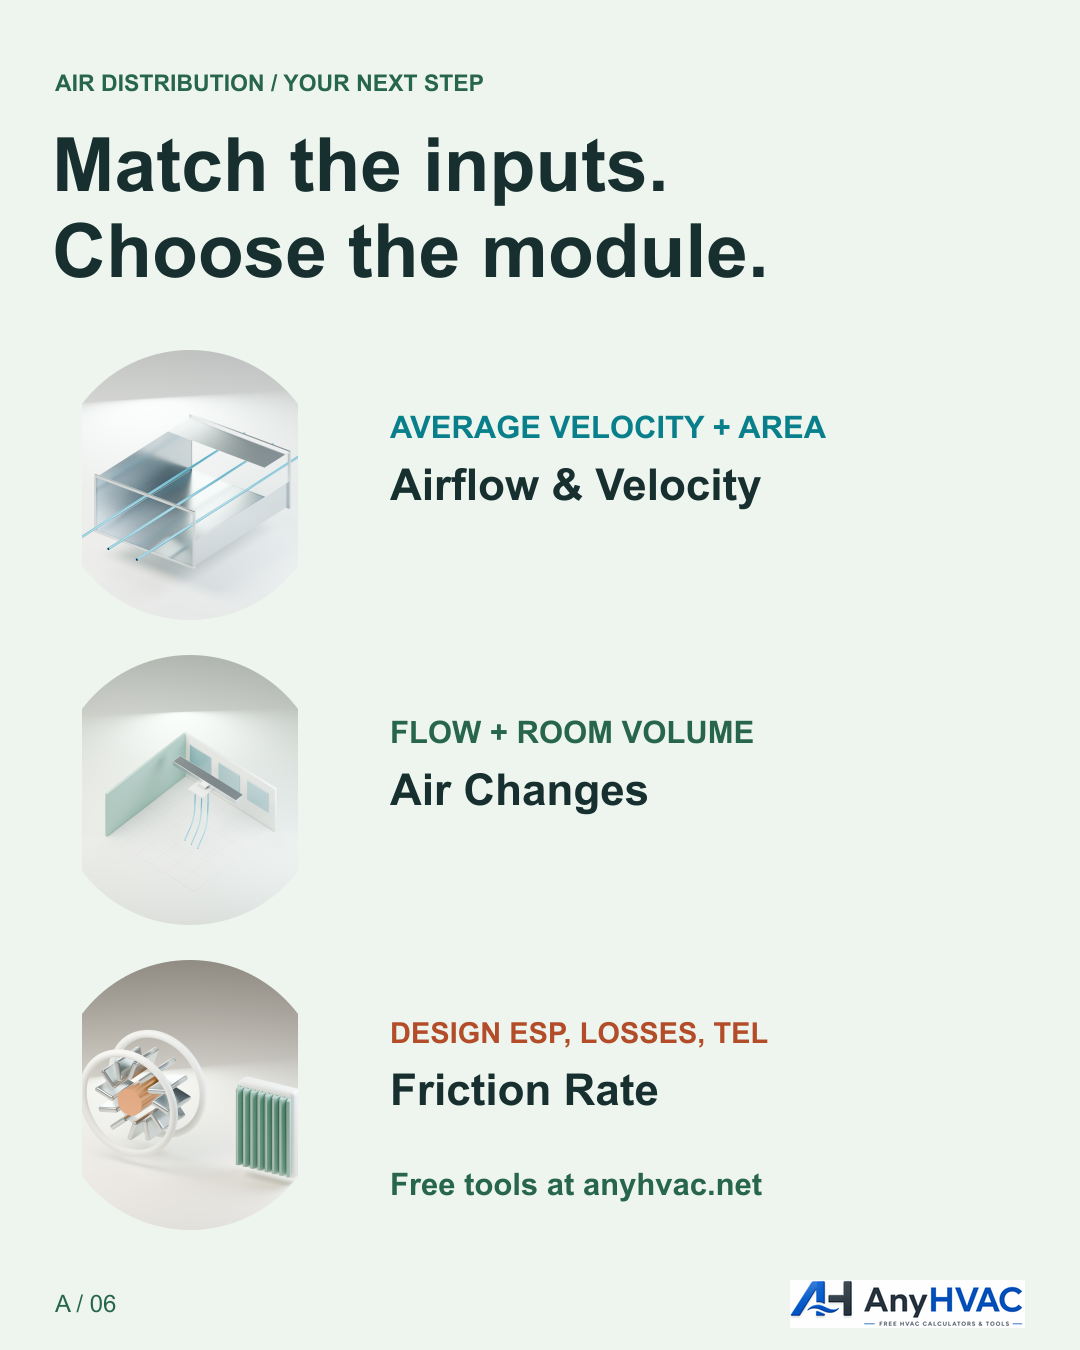 AIR DISTRIBUTION / YOUR NEXT STEP
Match the inputs.
Choose the module.
AVERAGE VELOCITY + AREA
Airflow & Velocity
FLOW + ROOM VOLUME
Air Changes
DESIGN ESP, LOSSES, TEL
Friction Rate
Free tools at anyhvac.net
A / 06
AH AnyHVAC
FREE HVAC CALCULATORS & TOOLS